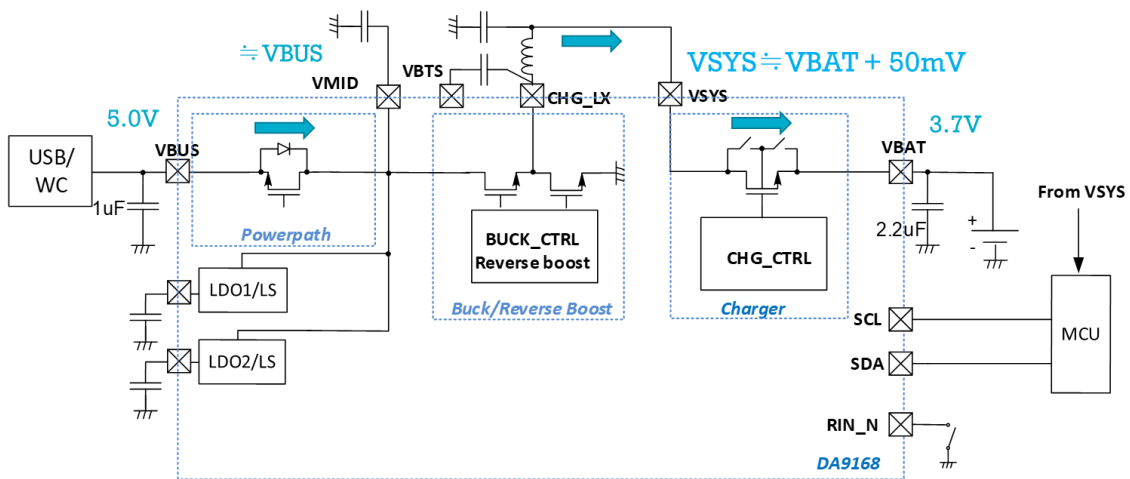 ≒VBUS
VSYS≒VBAT + 50mV
VBTS
VMID
CHG_LX
VSYS
5.0V
3.7V
VBUS
VBAT
USB/
WC
1uF
Powerpath
BUCK_CTRL
Reverse boost
Buck/Reverse Boost
CHG_CTRL
Charger
2.2uF
+
-
From VSYS
LDO1/LS
LDO2/LS
SCL
SDA
MCU
RIN_N
DA9168